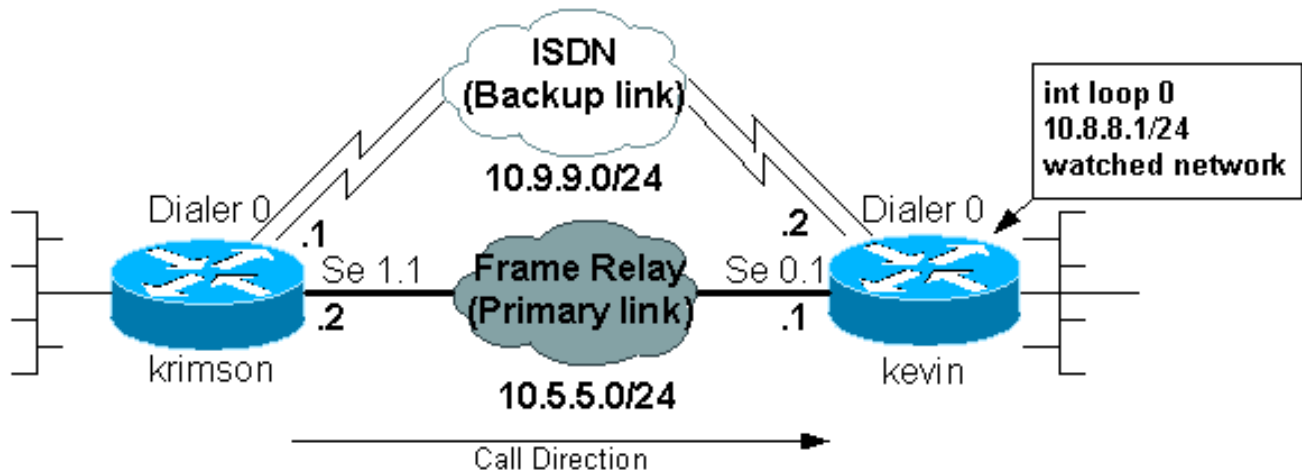 ISDN
(Backup link)
10.9.9.0/24
int loop 0
10.8.8.1/24
watched network
Dialer 0
.1
.2
Dialer 0
Se 1.1
.2
Frame Relay
(Primary link)
Se 0.1
.1
krimson
kevin
10.5.5.0/24
Call Direction